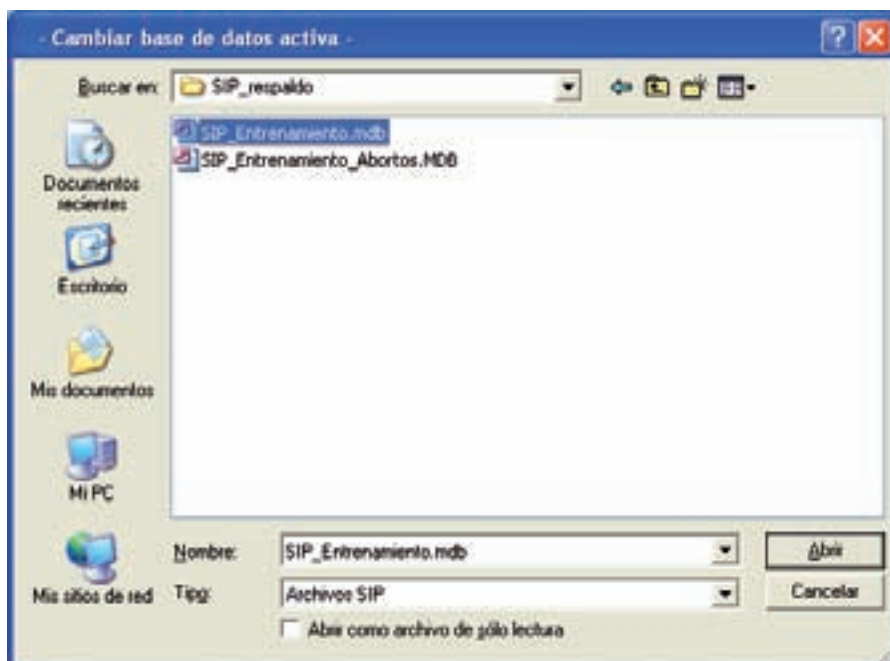 - Cambiar base de datos activa -
Buscar en: SIP_respaldo
SIP_Entrenamiento.mdb
SIP_Entrenamiento_Abortos.MDB
Documentos
recientes
Escritorio
Mis documentos
Mi PC
Mis sitios de red
Nombre: SIP_Entrenamiento.mdb Abrir
Tipo: Archivos SIP Cancelar
Abrir como archivo de sólo lectura